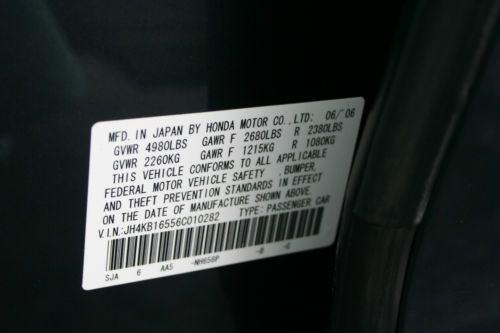 MFD. IN JAPAN BY HONDA MOTOR CO., LTD: 06/'06
GVWR 4980LBS GAWR F 2680LBS R 2380LBS
GVWR 2260KG GAWR F 1215KG R 1080KG
THIS VEHICLE CONFORMS TO ALL APPLICABLE
FEDERAL MOTOR VEHICLE SAFETY ,BUMPER,
AND THEFT PREVENTION STANDARDS IN EFFECT
ON THE DATE OF MANUFACTURE SHOWN ABOVE.
V.I.N:JH4KB16556C010282 TYPE: PASSENGER CAR
SJA 6 AA5 -NH658P -B -G